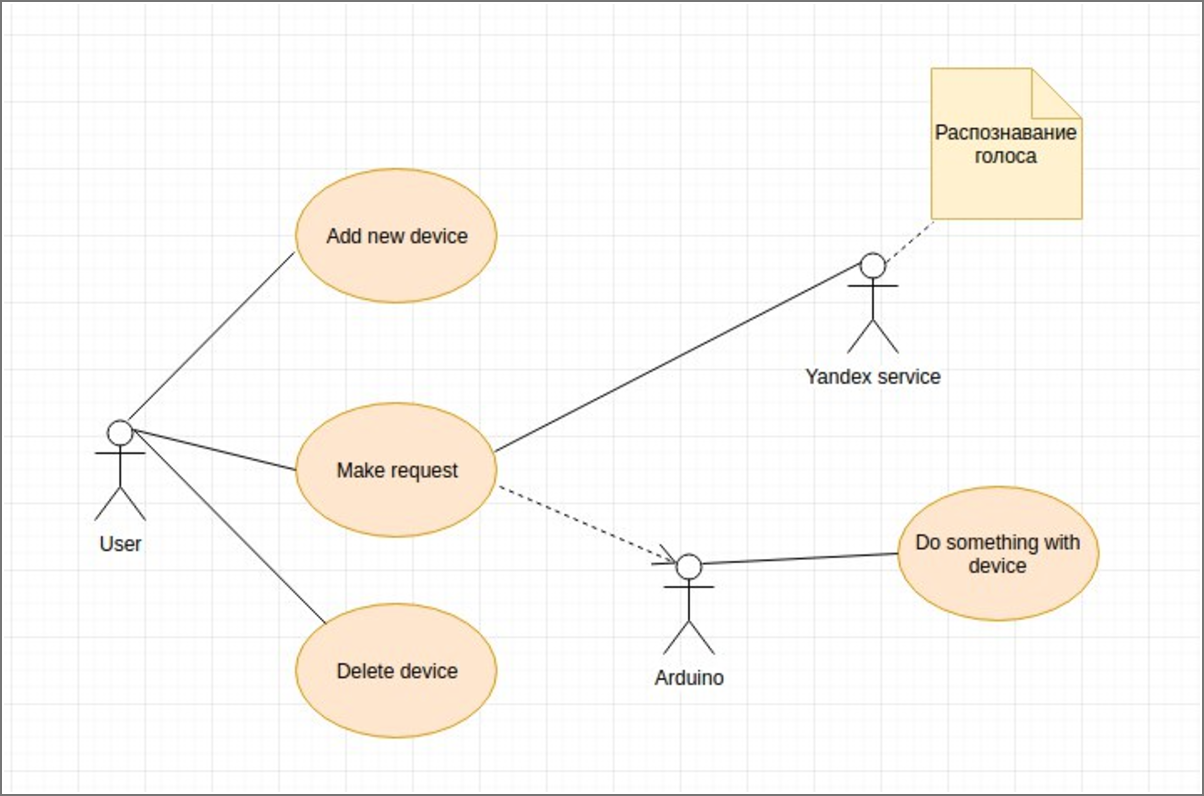 Распознавание
голоса
Add new device
Yandex service
Make request
User
Do something with
device
Delete device
Arduino